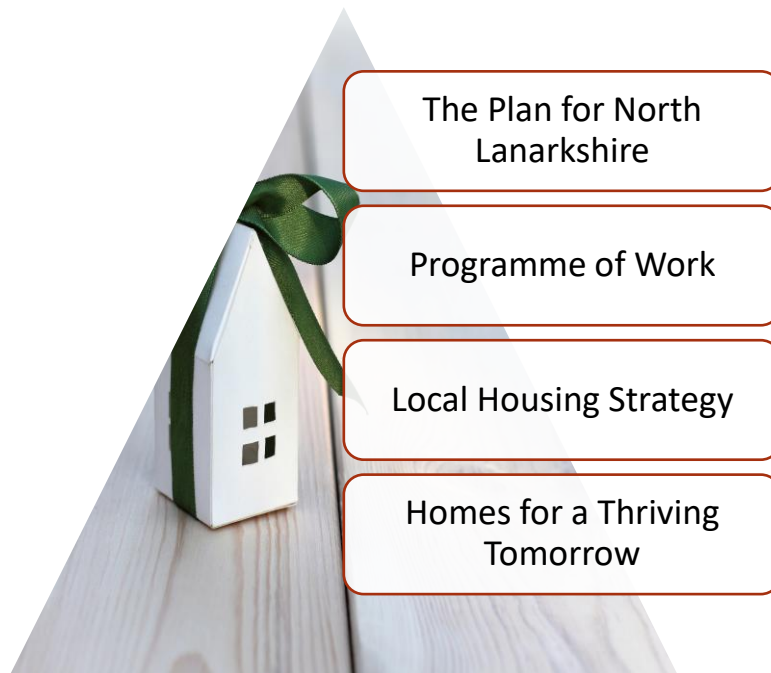 The Plan for North
Lanarkshire
Programme of Work
Local Housing Strategy
Homes for a Thriving
Tomorrow